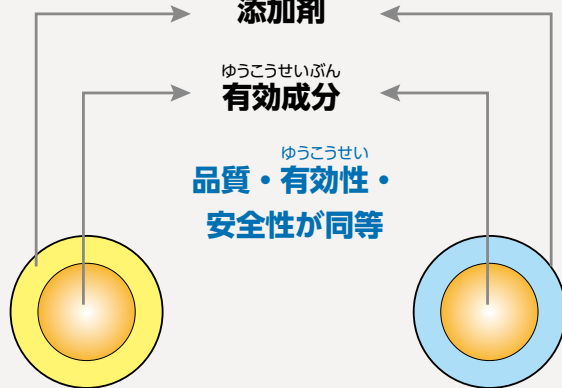 添加剤
ゆうこうせいぶん
有効成分
ゆうこうせい
品質・有効性・
安全性が同等